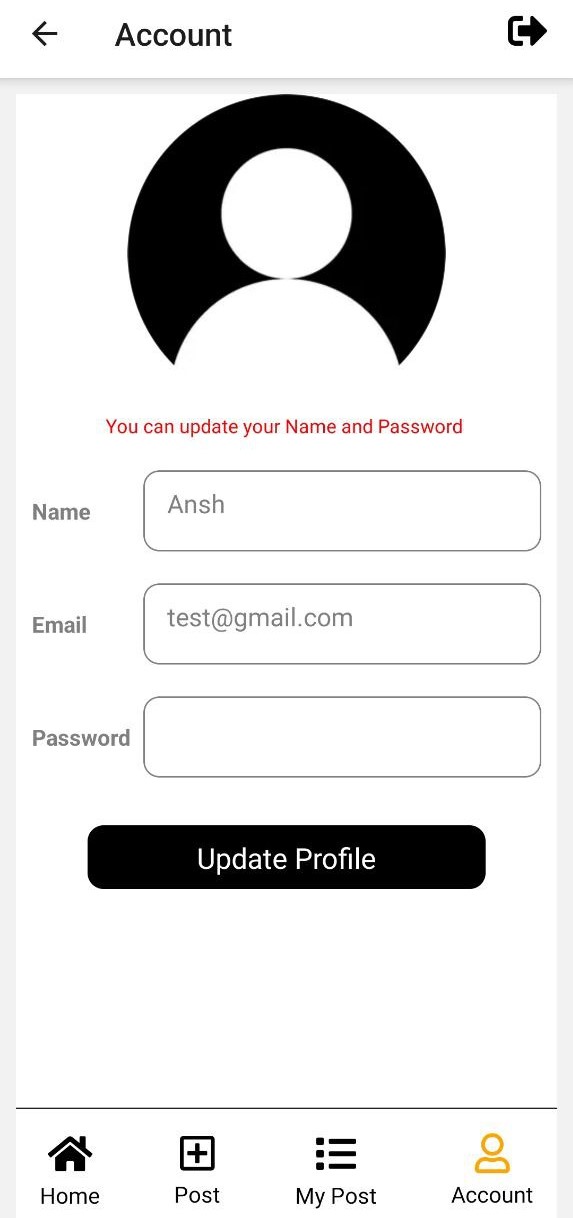 Account
You can update your Name and Password
Name Ansh
Email test@gmail.com
Password
Update Profile
Home Post My Post Account